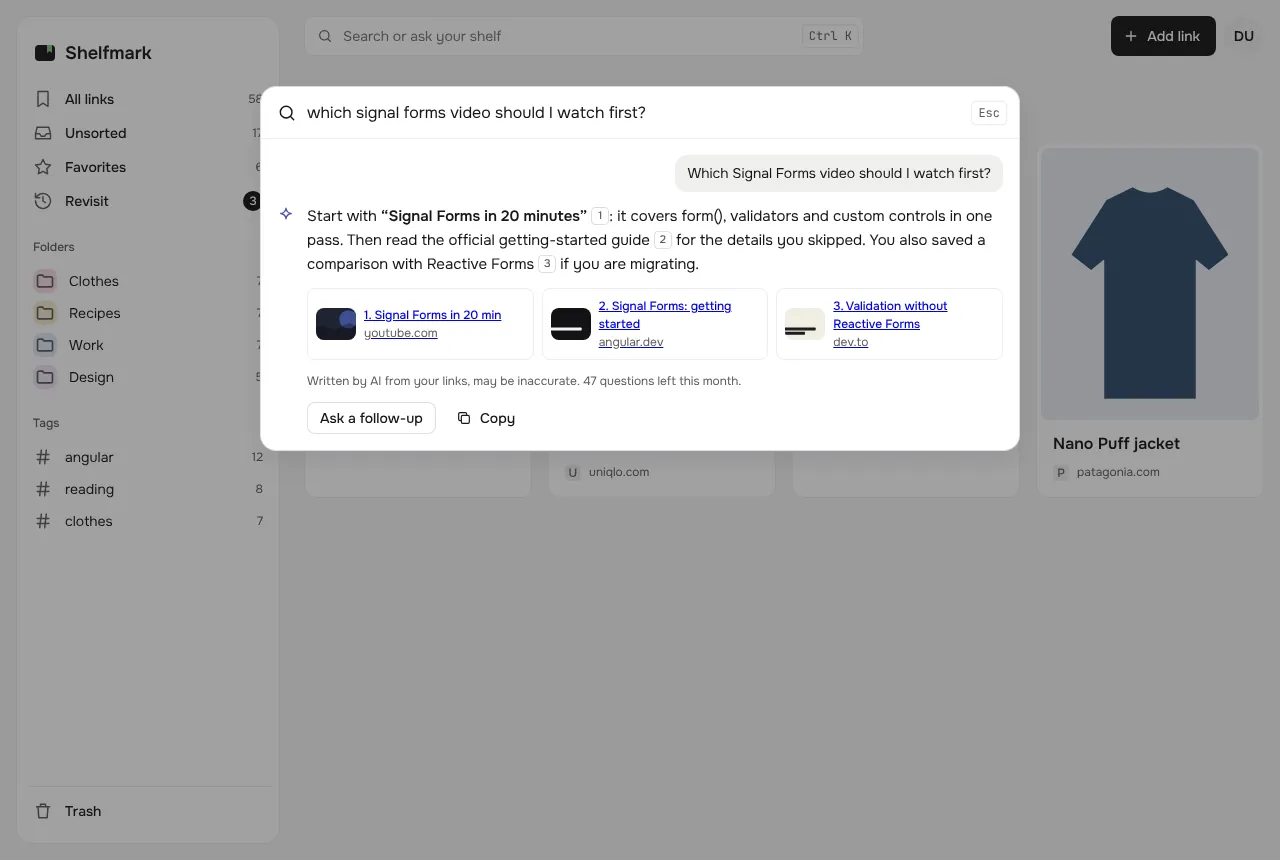 Shelfmark
Search or ask your shelf
Ctrl K
Add link
DU
All links
58
Unsorted
17
Favorites
6
Revisit
3
Folders
Clothes
7
Recipes
7
Work
7
Design
5
Tags
angular
12
reading
8
clothes
7
Trash
which signal forms video should I watch first?
Esc
Which Signal Forms video should I watch first?
Start with “Signal Forms in 20 minutes” 1 : it covers form(), validators and custom controls in one
pass. Then read the official getting-started guide 2 for the details you skipped. You also saved a
comparison with Reactive Forms 3 if you are migrating.
1. Signal Forms in 20 min
youtube.com
2. Signal Forms: getting
started
angular.dev
3. Validation without
Reactive Forms
dev.to
Written by AI from your links, may be inaccurate. 47 questions left this month.
Ask a follow-up
Copy
U uniqlo.com
Nano Puff jacket
P patagonia.com